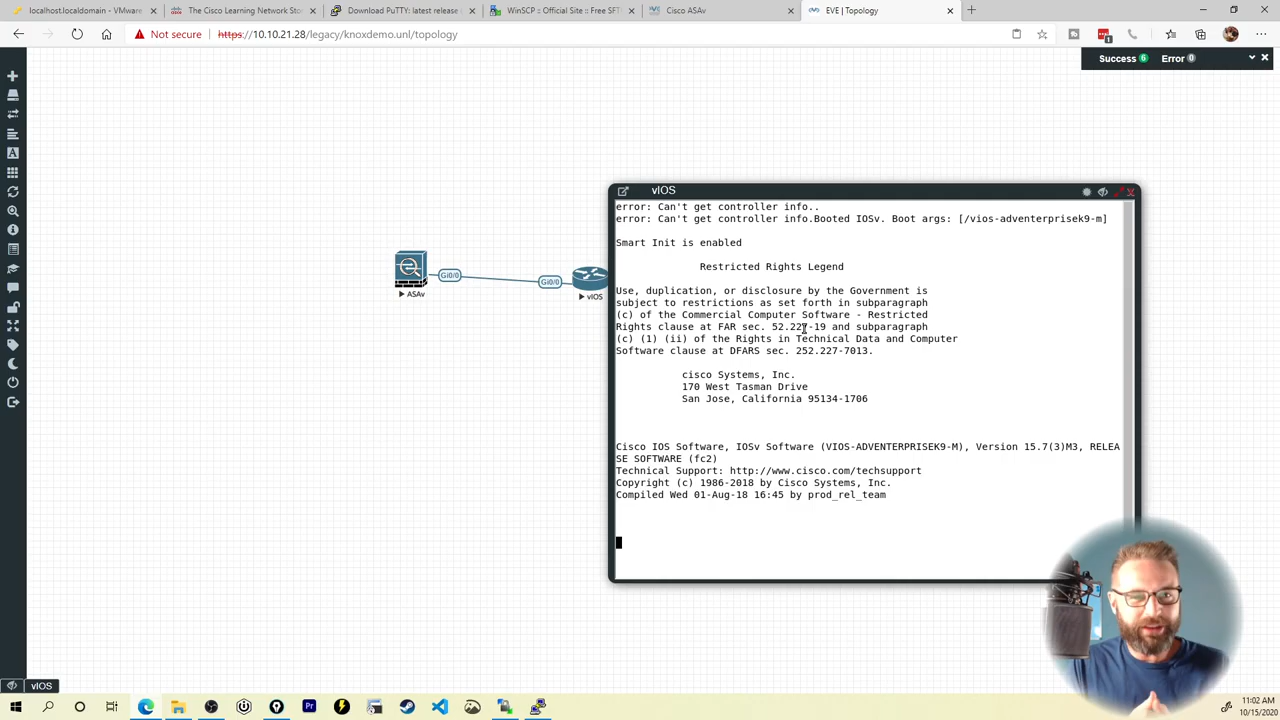 localhost.localdomain - VMware
The Cisco Learning Network Sto
Download PuTTY: latest release
WinSCP :: Official Site :: Free SFT
Cisco ASAv
EVE | Topology
Not secure
https://10.10.21.28/legacy/knoxdemo.unl/topology
1
Success 6 Error 0
vIOS
error: Can't get controller info..
error: Can't get controller info.Booted IOSv. Boot args: [/vios-adventerprisek9-m]
Smart Init is enabled
Restricted Rights Legend
Use, duplication, or disclosure by the Government is
subject to restrictions as set forth in subparagraph
(c) of the Commercial Computer Software - Restricted
Rights clause at FAR sec. 52.227-19 and subparagraph
(c) (1) (ii) of the Rights in Technical Data and Computer
Software clause at DFARS sec. 252.227-7013.
cisco Systems, Inc.
170 West Tasman Drive
San Jose, California 95134-1706
Cisco IOS Software, IOSv Software (VIOS-ADVENTERPRISEK9-M), Version 15.7(3)M3, RELEA
SE SOFTWARE (fc2)
Technical Support: http://www.cisco.com/techsupport
Copyright (c) 1986-2018 by Cisco Systems, Inc.
Compiled Wed 01-Aug-18 16:45 by prod_rel_team
Gi0/0
Gi0/0
ASAv
vIOS
vIOS
11:02 AM
10/15/2020